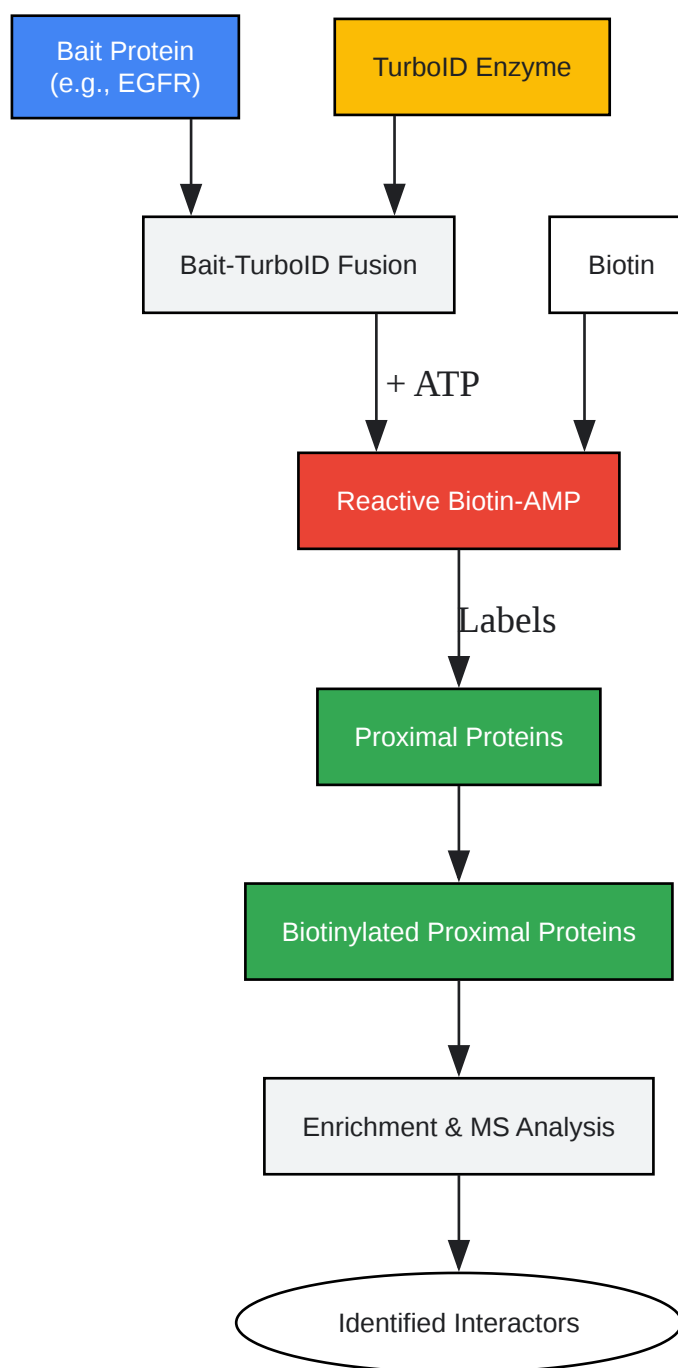 Bait Protein
(e.g., EGFR)
TurboID Enzyme
Bait-TurboID Fusion
Biotin
+ ATP
Reactive Biotin-AMP
Labels
Proximal Proteins
Biotinylated Proximal Proteins
Enrichment & MS Analysis
Identified Interactors